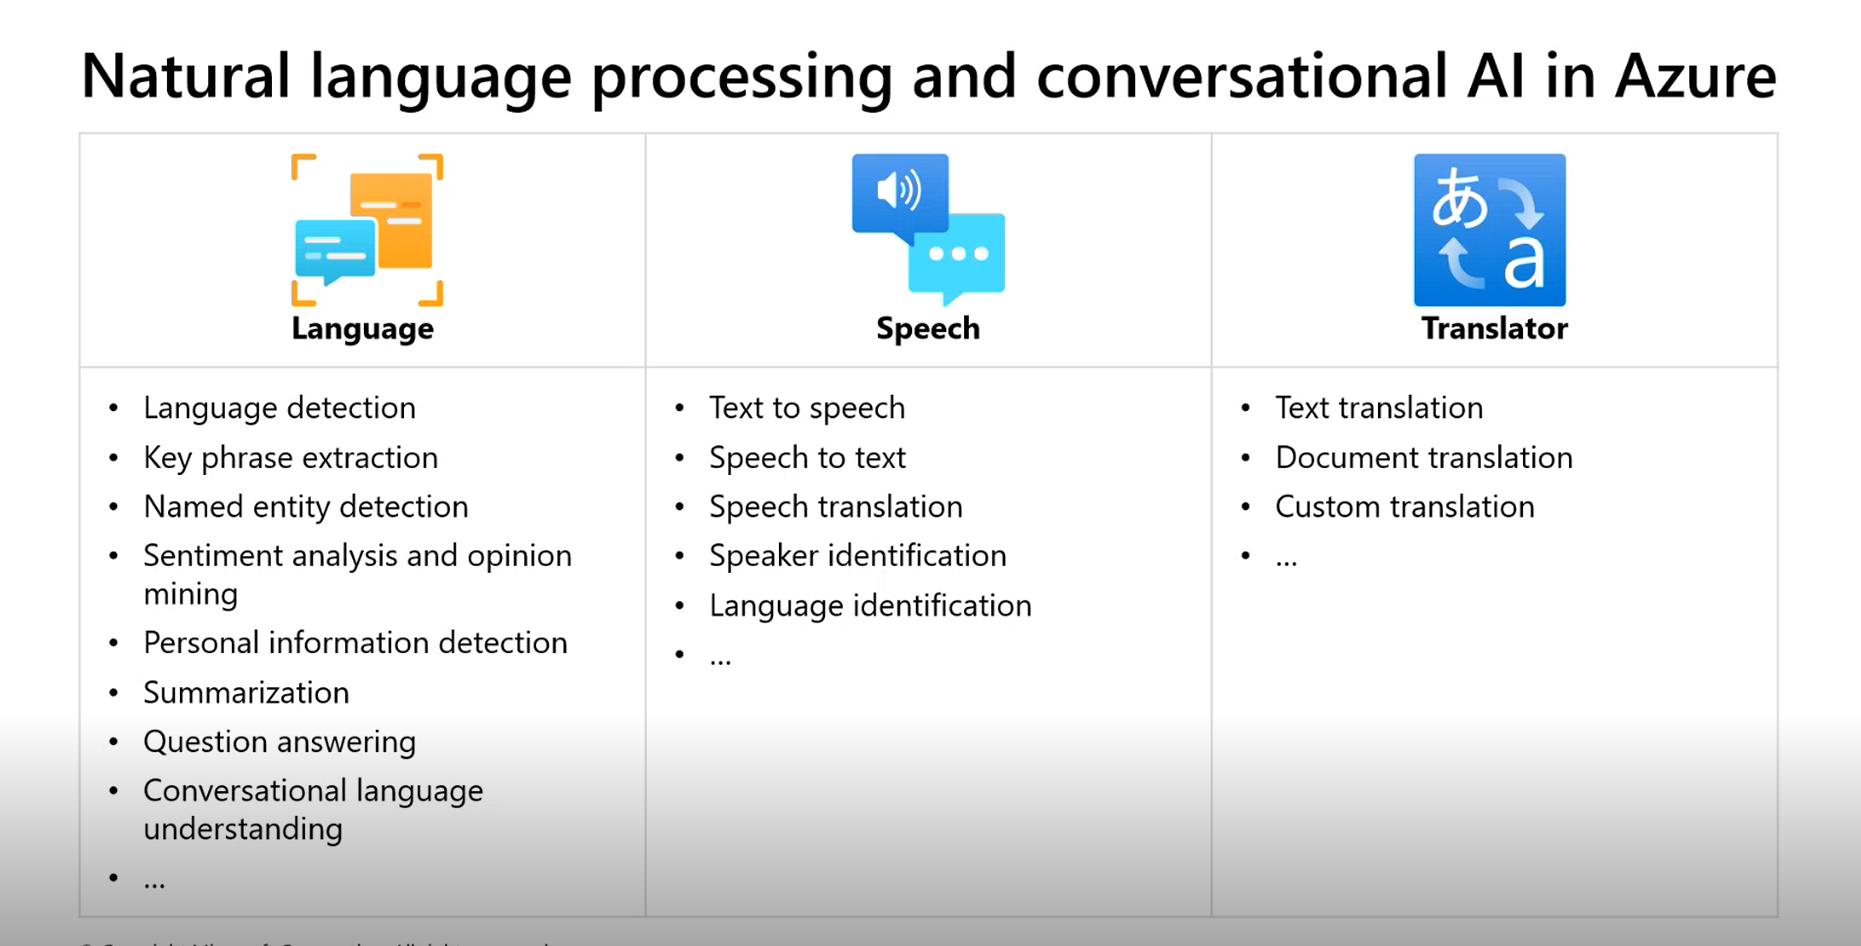 Natural language processing and conversational AI in Azure
あ
a
Language
Speech
Translator
• Language detection
• Key phrase extraction
• Named entity detection
• Sentiment analysis and opinion
mining
• Personal information detection
• Summarization
• Question answering
• Conversational language
understanding
• ...
• Text to speech
• Speech to text
• Speech translation
• Speaker identification
• Language identification
• ...
• Text translation
• Document translation
• Custom translation
• ...